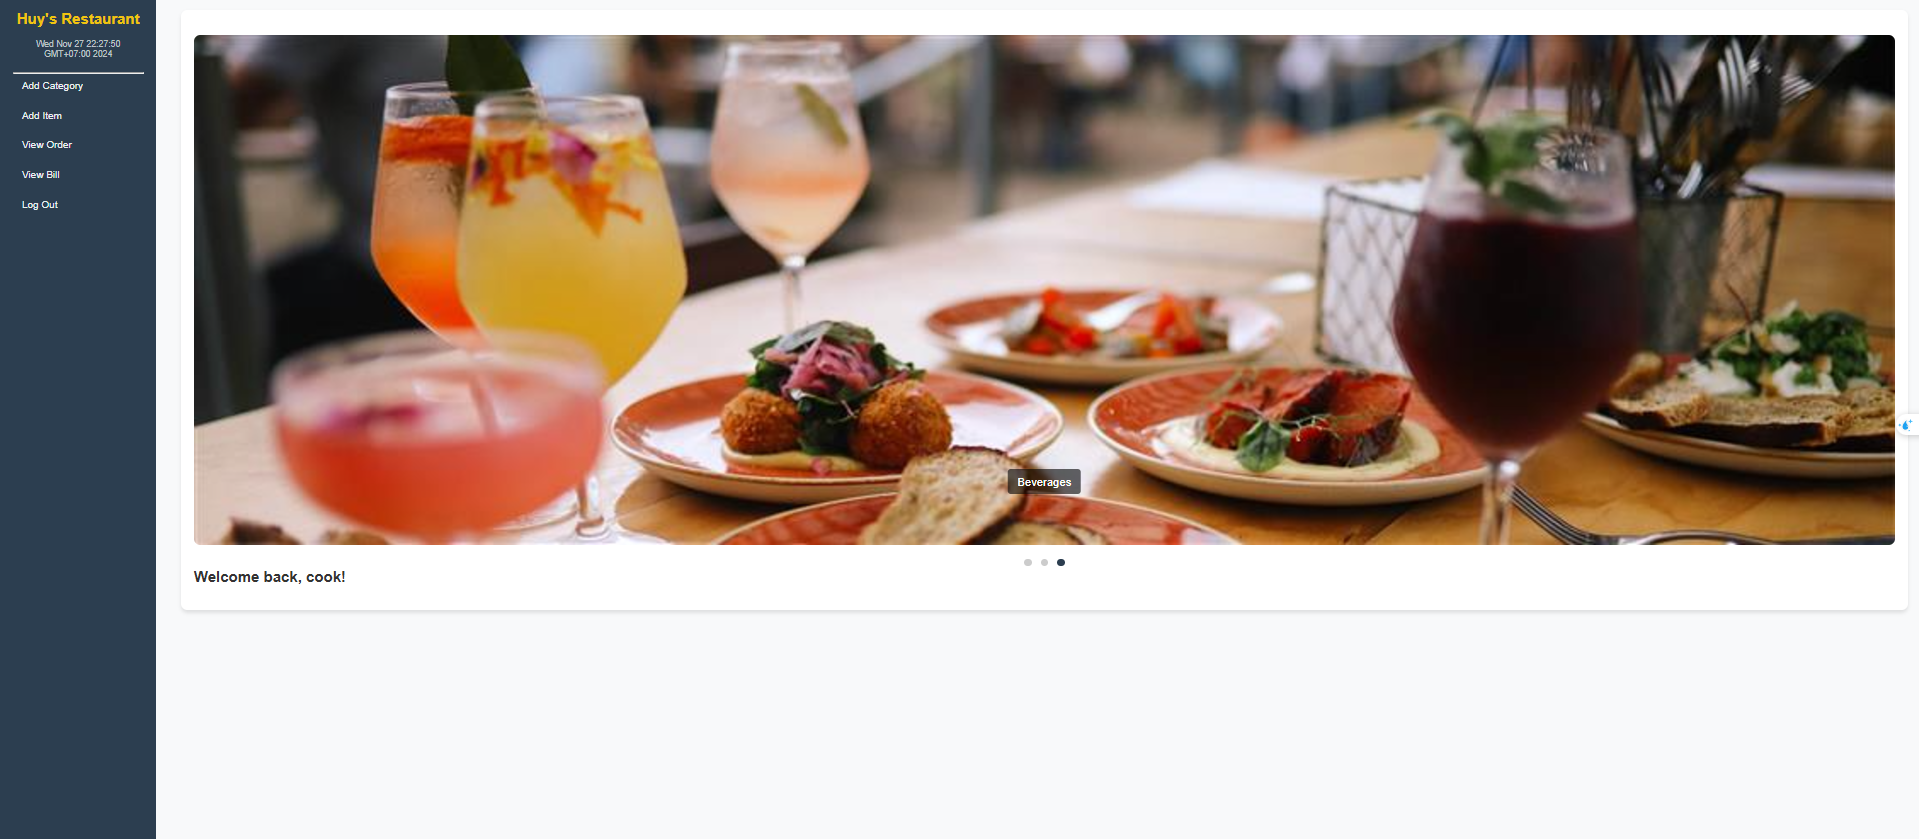 Huy's Restaurant
Wed Nov 27 22:27:50
GMT+07:00 2024
Add Category
Add Item
View Order
View Bill
Log Out
Beverages
Welcome back, cook!